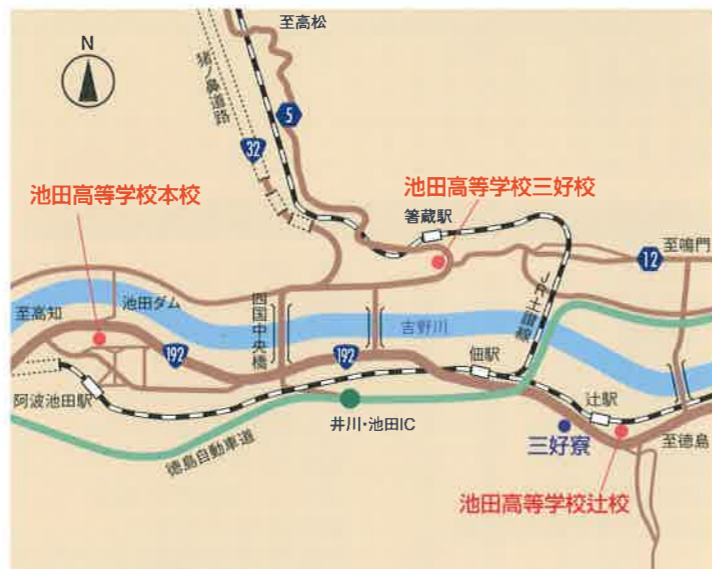 至高松
N
猪ノ鼻道路
5
32
池田高等学校本校
池田高等学校三好校
箸蔵駅
至鳴門
12
JR土讃線
池田ダム
四国中央橋
至高知
吉野川
192
192
佃駅
阿波池田駅
辻駅
井川・池田IC
三好寮
至徳島
徳島自動車道
池田高等学校辻校